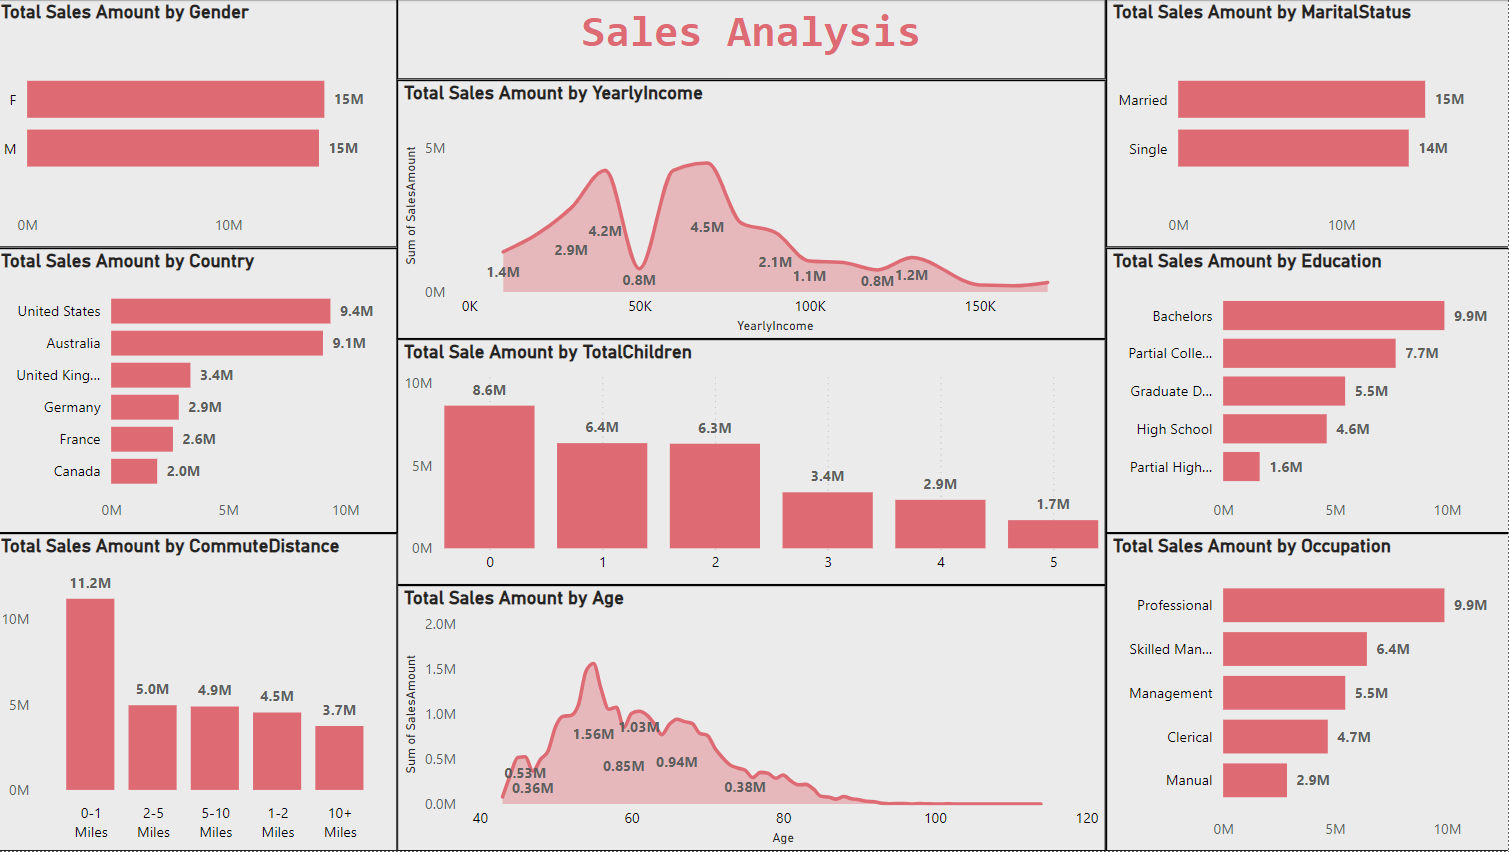 Total Sales Amount by Gender
F
15M
M
15M
0M
10M
Total Sales Amount by Country
United States
9.4M
Australia
9.1M
United King...
3.4M
Germany
2.9M
France
2.6M
Canada
2.0M
0M
5M
10M
Total Sales Amount by CommuteDistance
11.2M
10M
5.0M
4.9M
4.5M
3.7M
5M
0M
0-1 Miles
2-5 Miles
5-10 Miles
1-2 Miles
10+ Miles
Sales Analysis
Total Sales Amount by YearlyIncome
Sum of SalesAmount
5M
0M
1.4M
2.9M
4.2M
0.8M
4.5M
2.1M
1.1M
0.8M
1.2M
0K
50K
100K
150K
YearlyIncome
Total Sale Amount by TotalChildren
10M
5M
0M
8.6M
6.4M
6.3M
3.4M
2.9M
1.7M
0
1
2
3
4
5
Total Sales Amount by Age
Sum of SalesAmount
2.0M
1.5M
1.0M
0.5M
0.0M
0.53M
0.36M
1.56M
1.03M
0.85M
0.94M
0.38M
40
60
80
100
120
Age
Total Sales Amount by MaritalStatus
Married
15M
Single
14M
0M
10M
Total Sales Amount by Education
Bachelors
9.9M
Partial Colle...
7.7M
Graduate D...
5.5M
High School
4.6M
Partial High...
1.6M
0M
5M
10M
Total Sales Amount by Occupation
Professional
9.9M
Skilled Man...
6.4M
Management
5.5M
Clerical
4.7M
Manual
2.9M
0M
5M
10M